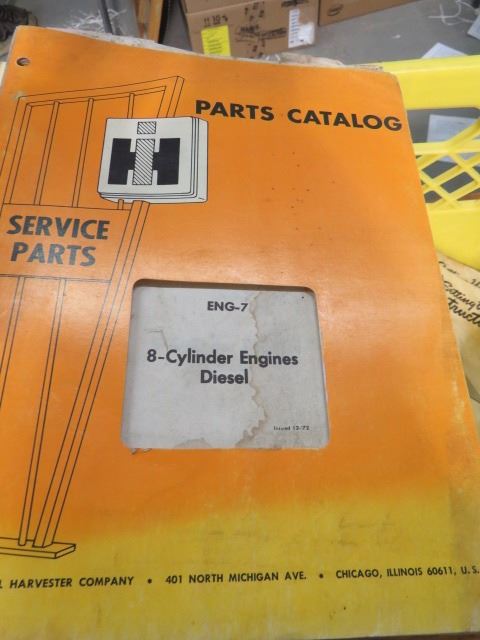 PARTS CATALOG
IH
SERVICE
PARTS
ENG-7
8-Cylinder Engines
Diesel
Issued 12-72
HARVESTER COMPANY • 401 NORTH MICHIGAN AVE. • CHICAGO, ILLINOIS 60611, U.S.